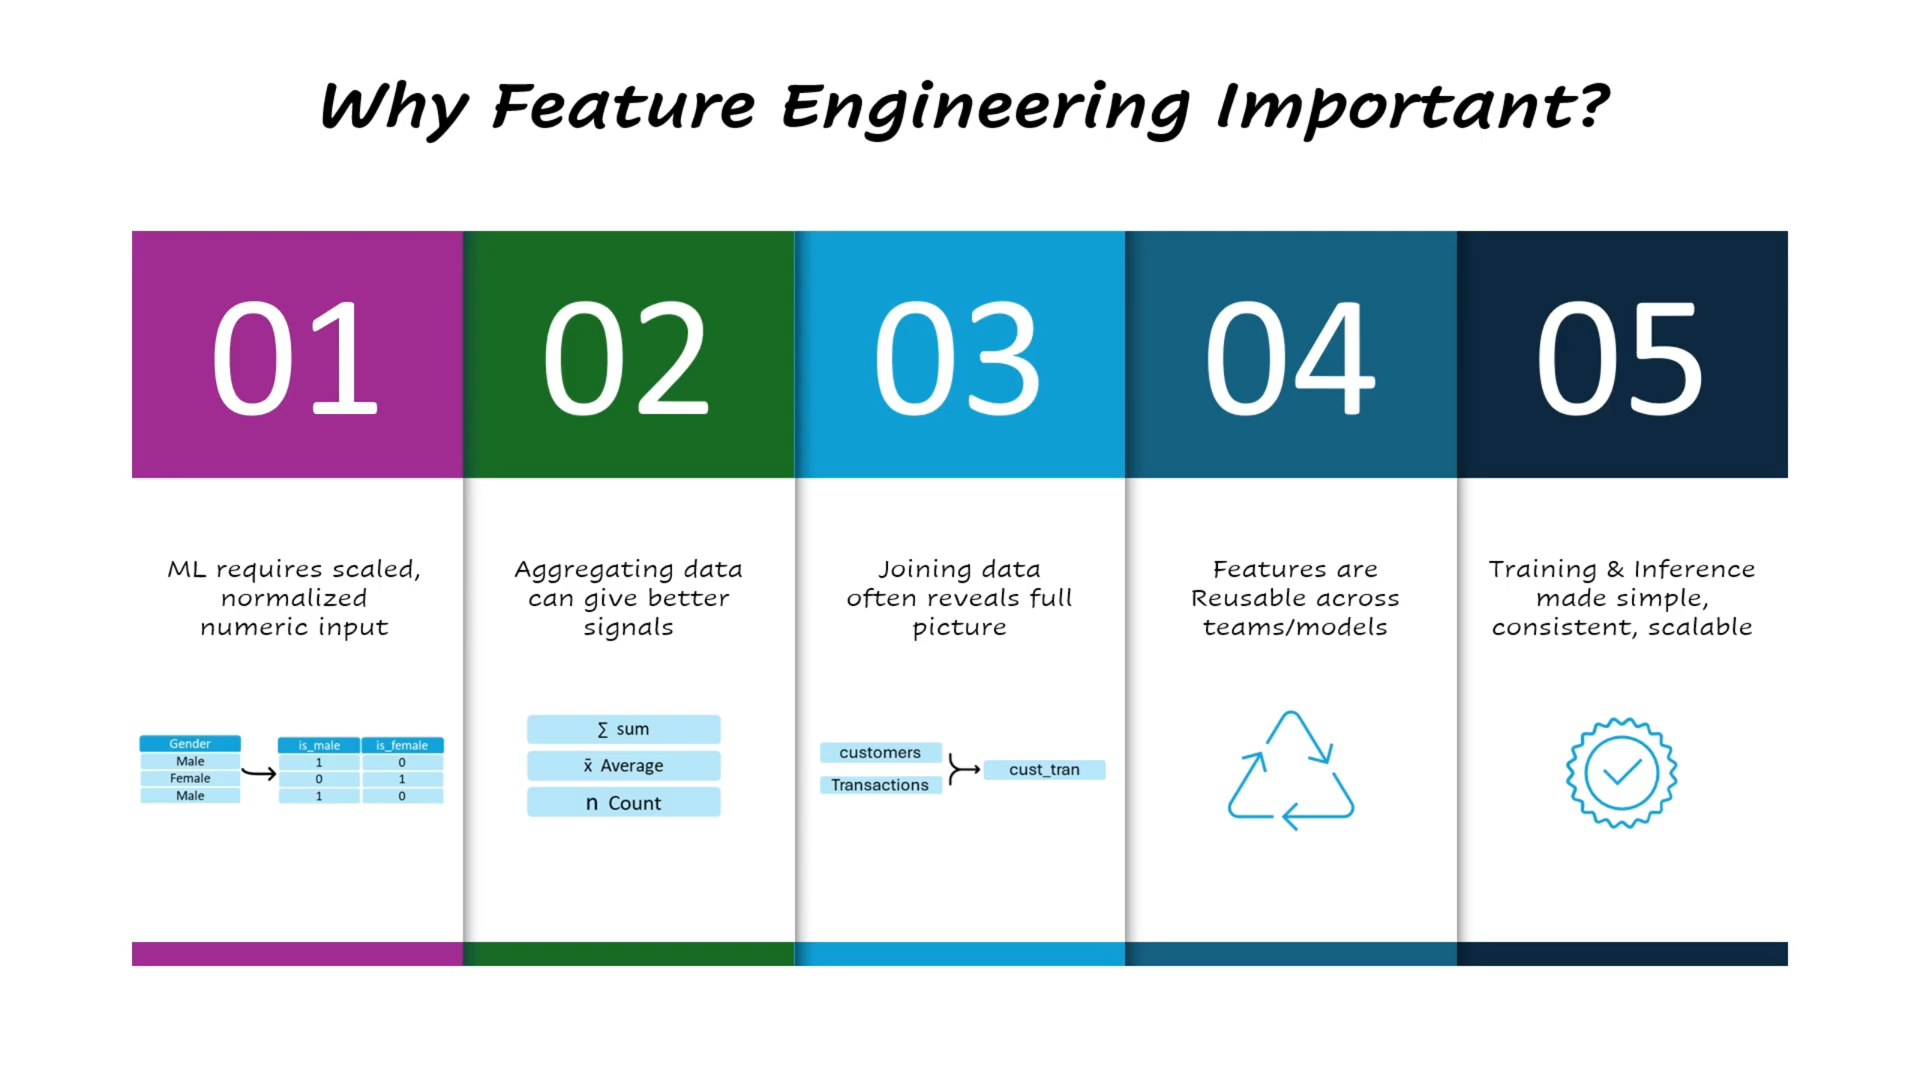 Why Feature Engineering Important?
01
02
03
04
05
ML requires scaled,
normalized
numeric input
Aggregating data
can give better
signals
Joining data
often reveals full
picture
Features are
Reusable across
teams/models
Training & Inference
made simple,
consistent, scalable
Gender
Male
Female
Male
is_male is_female
1 0
0 1
1 0
∑ sum
x̄ Average
n Count
customers
Transactions
cust_tran